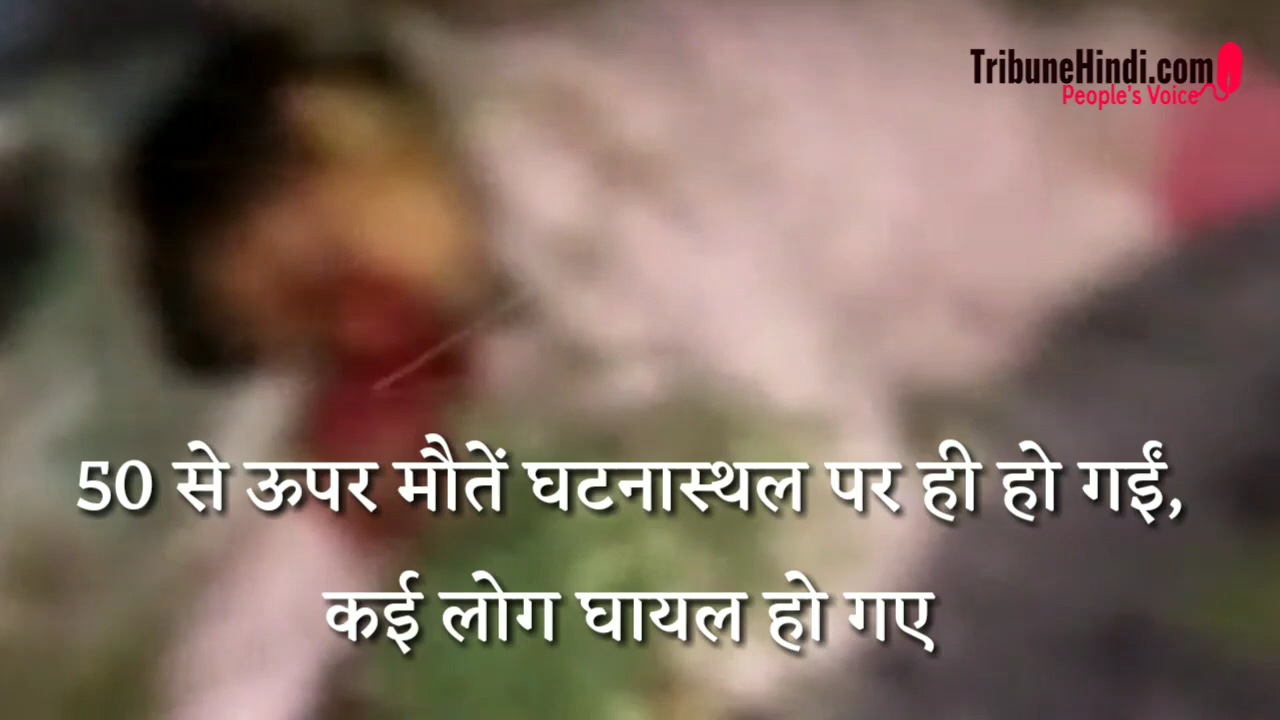 TribuneHindi.com
People's Voice
50 से ऊपर मौतें घटनास्थल पर ही हो गईं,
कई लोग घायल हो गए